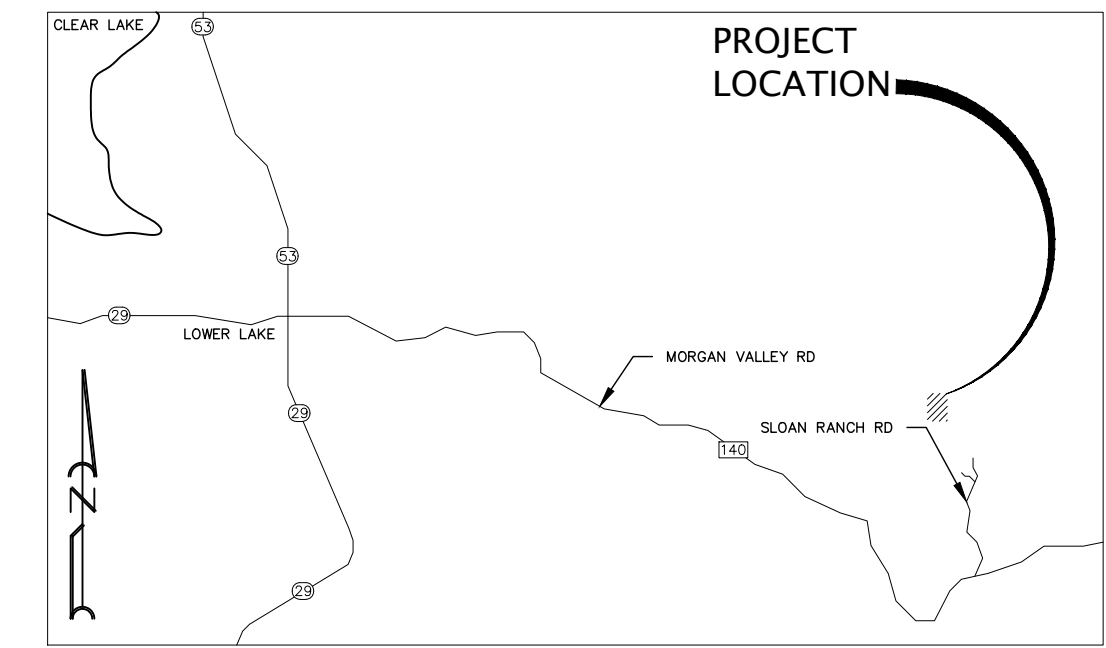 CLEAR LAKE
53
PROJECT
LOCATION
53
29
LOWER LAKE
MORGAN VALLEY RD
29
SLOAN RANCH RD
140
N
29